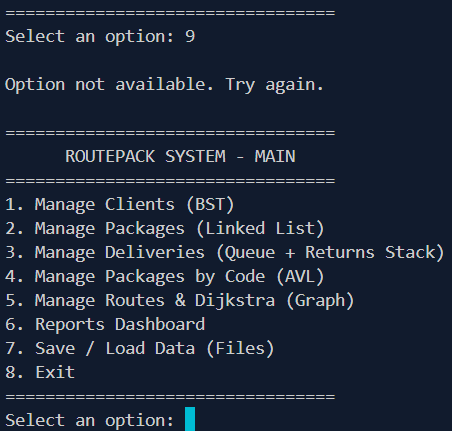 =================================
Select an option: 9
Option not available. Try again.
=================================
ROUTEPACK SYSTEM - MAIN
=================================
1. Manage Clients (BST)
2. Manage Packages (Linked List)
3. Manage Deliveries (Queue + Returns Stack)
4. Manage Packages by Code (AVL)
5. Manage Routes & Dijkstra (Graph)
6. Reports Dashboard
7. Save / Load Data (Files)
8. Exit
=================================
Select an option: